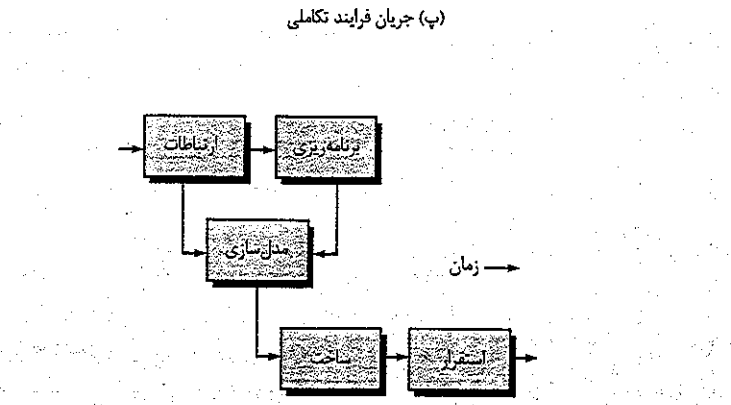 (پ) جریان فرایند تکاملی
ارتباطات
برنامه‌ریزی
مدل‌سازی
زمان
ساخت
استقرار